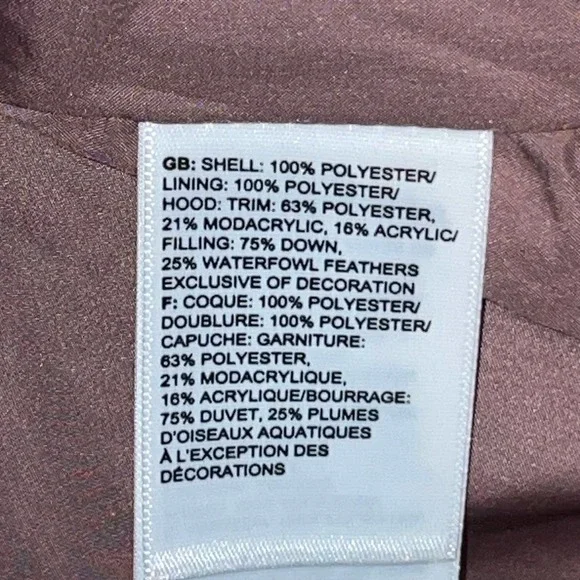 GB: SHELL: 100% POLYESTER/
LINING: 100% POLYESTER/
HOOD: TRIM: 63% POLYESTER,
21% MODACRYLIC, 16% ACRYLIC/
FILLING: 75% DOWN,
25% WATERFOWL FEATHERS
EXCLUSIVE OF DECORATION
F: COQUE: 100% POLYESTER/
DOUBLURE: 100% POLYESTER/
CAPUCHE: GARNITURE:
63% POLYESTER,
21% MODACRYLIQUE,
16% ACRYLIQUE/BOURRAGE:
75% DUVET, 25% PLUMES
D'OISEAUX AQUATIQUES
À L'EXCEPTION DES
DÉCORATIONS